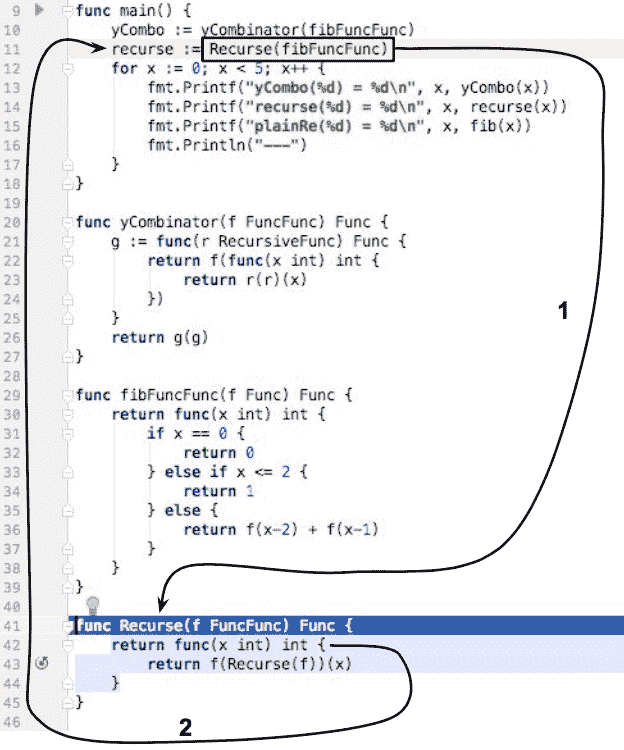 9 func main() {
10 yCombo := yCombinator(fibFuncFunc)
11 recurse := Recurse(fibFuncFunc)
12 for x := 0; x < 5; x++ {
13 fmt.Printf("yCombo(%d) = %d\n", x, yCombo(x))
14 fmt.Printf("recurse(%d) = %d\n", x, recurse(x))
15 fmt.Printf("plainRe(%d) = %d\n", x, fib(x))
16 fmt.Println("———")
17 }
18 }
19
20 func yCombinator(f FuncFunc) Func {
21 g := func(r RecursiveFunc) Func {
22 return f(func(x int) int {
23 return r(r)(x)
24 })
25 }
26 return g(g)
27 }
28
1
29 func fibFuncFunc(f Func) Func {
30 return func(x int) int {
31 if x == 0 {
32 return 0
33 } else if x <= 2 {
34 return 1
35 } else {
36 return f(x-2) + f(x-1)
37 }
38 }
39 }
40
41 func Recurse(f FuncFunc) Func {
42 return func(x int) int {
43 return f(Recurse(f))(x)
44 }
45 }
2
46